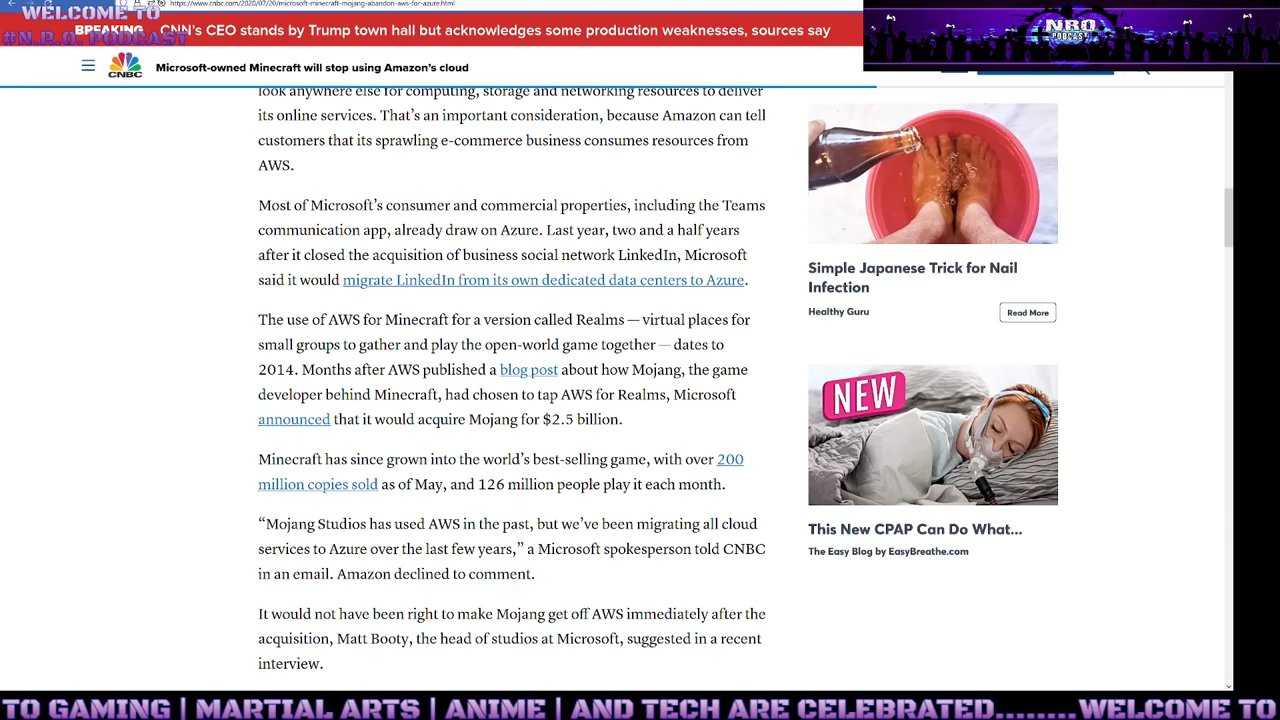 https://www.cnbc.com/2020/07/20/microsoft-minecraft-mojang-abandon-aws-for-azure.html
WELCOME TO
#N.R.O. PODCAST
BREAKING
CNN's CEO stands by Trump town hall but acknowledges some production weaknesses, sources say
NRO
PODCAST
CNBC
Microsoft-owned Minecraft will stop using Amazon's cloud
look anywhere else for computing, storage and networking resources to deliver
its online services. That's an important consideration, because Amazon can tell
customers that its sprawling e-commerce business consumes resources from
AWS.
Most of Microsoft's consumer and commercial properties, including the Teams
communication app, already draw on Azure. Last year, two and a half years
after it closed the acquisition of business social network LinkedIn, Microsoft
said it would migrate LinkedIn from its own dedicated data centers to Azure.
The use of AWS for Minecraft for a version called Realms — virtual places for
small groups to gather and play the open-world game together — dates to
2014. Months after AWS published a blog post about how Mojang, the game
developer behind Minecraft, had chosen to tap AWS for Realms, Microsoft
announced that it would acquire Mojang for $2.5 billion.
Minecraft has since grown into the world's best-selling game, with over 200
million copies sold as of May, and 126 million people play it each month.
“Mojang Studios has used AWS in the past, but we've been migrating all cloud
services to Azure over the last few years,” a Microsoft spokesperson told CNBC
in an email. Amazon declined to comment.
It would not have been right to make Mojang get off AWS immediately after the
acquisition, Matt Booty, the head of studios at Microsoft, suggested in a recent
interview.
Simple Japanese Trick for Nail
Infection
Healthy Guru
Read More
NEW
This New CPAP Can Do What...
The Easy Blog by EasyBreathe.com
TO GAMING | MARTIAL ARTS | ANIME | AND TECH ARE CELEBRATED........WELCOME TO